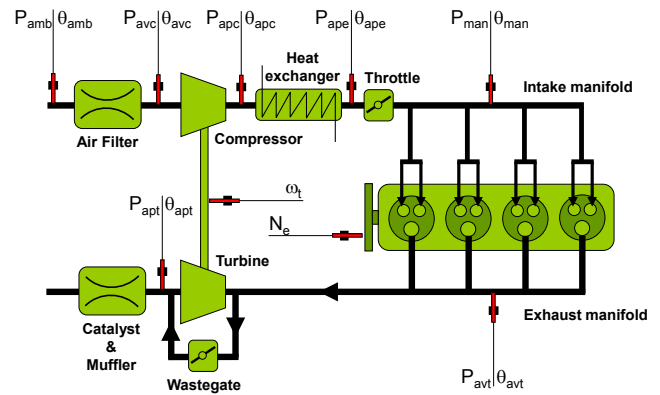 P_amb|θ_amb
P_avc|θ_avc
P_apc|θ_apc
P_ape|θ_ape
P_man|θ_man
Heat
exchanger
Throttle
Intake manifold
Air Filter
Compressor
P_apt|θ_apt
ω_t
N_e
Turbine
Catalyst
&
Muffler
Wastegate
Exhaust manifold
P_avt|θ_avt